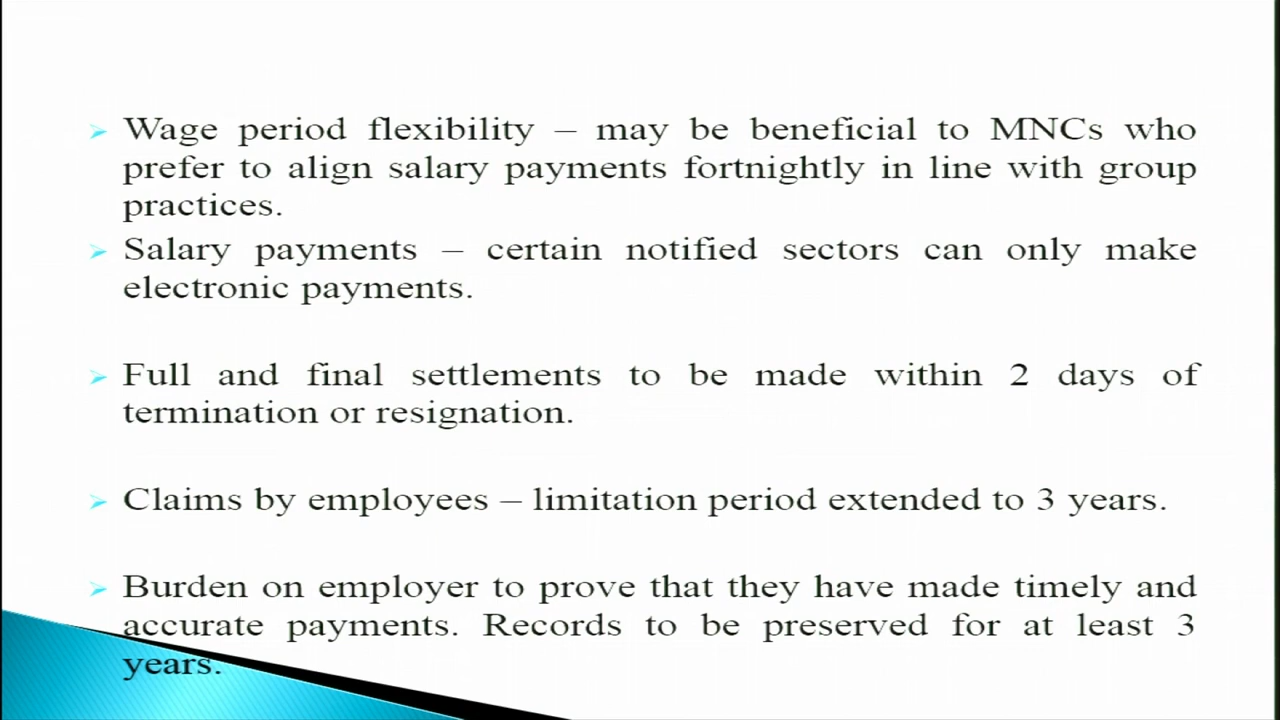 ➢ Wage period flexibility – may be beneficial to MNCs who
prefer to align salary payments fortnightly in line with group
practices.
➢ Salary payments – certain notified sectors can only make
electronic payments.
➢ Full and final settlements to be made within 2 days of
termination or resignation.
➢ Claims by employees – limitation period extended to 3 years.
➢ Burden on employer to prove that they have made timely and
accurate payments. Records to be preserved for at least 3
years.